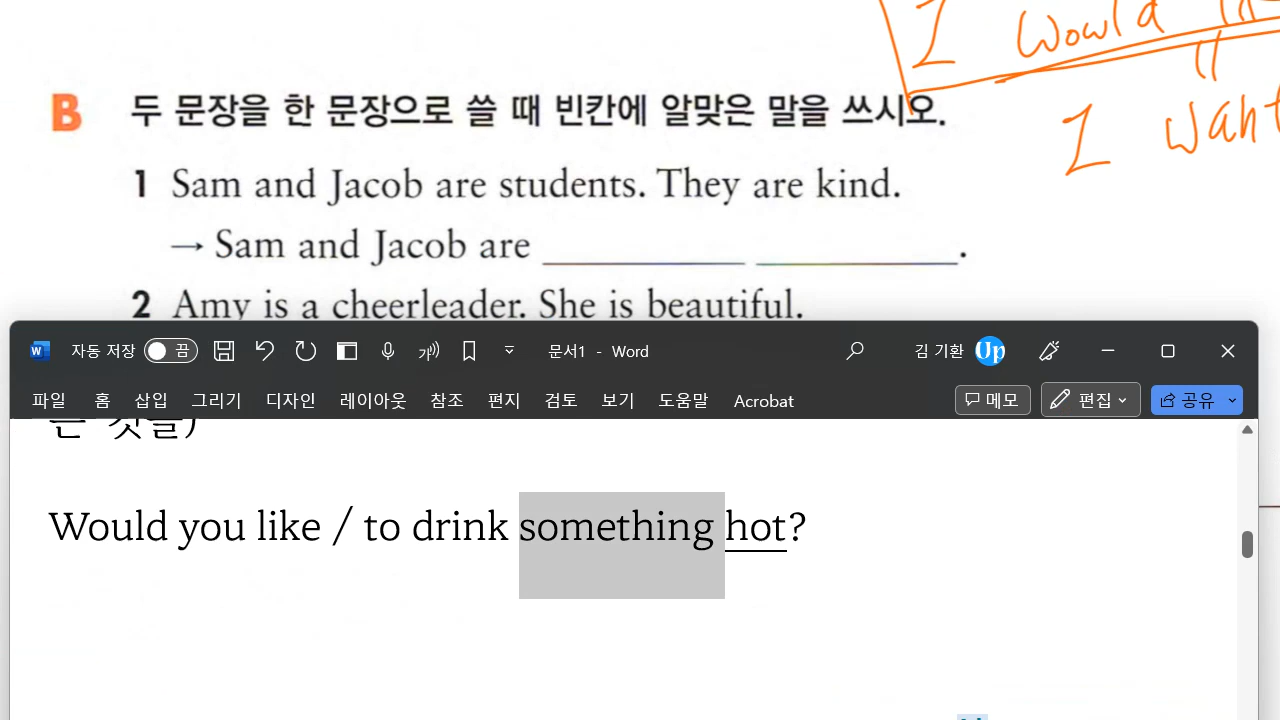 I would
I want
B 두 문장을 한 문장으로 쓸 때 빈칸에 알맞은 말을 쓰시오.
1 Sam and Jacob are students. They are kind.
→ Sam and Jacob are ________ ________.
2 Amy is a cheerleader. She is beautiful.
자동 저장 끔 가)) 문서1 - Word 김 기환 Up
파일 홈 삽입 그리기 디자인 레이아웃 참조 편지 검토 보기 도움말 Acrobat 메모 편집 공유
는 것들)
Would you like / to drink something hot?